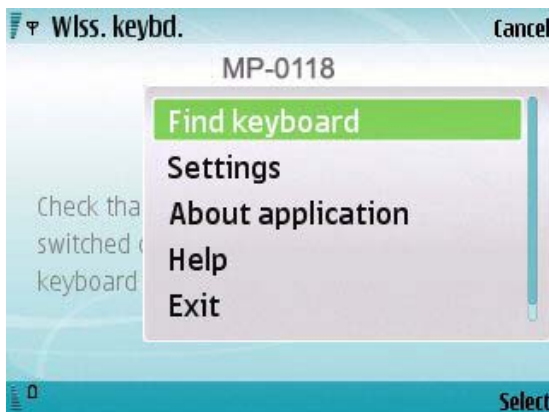 Wlss. keybd.
Cancel
MP-0118
Find keyboard
Settings
Check tha
About application
switched
Help
keyboard
Exit
Select